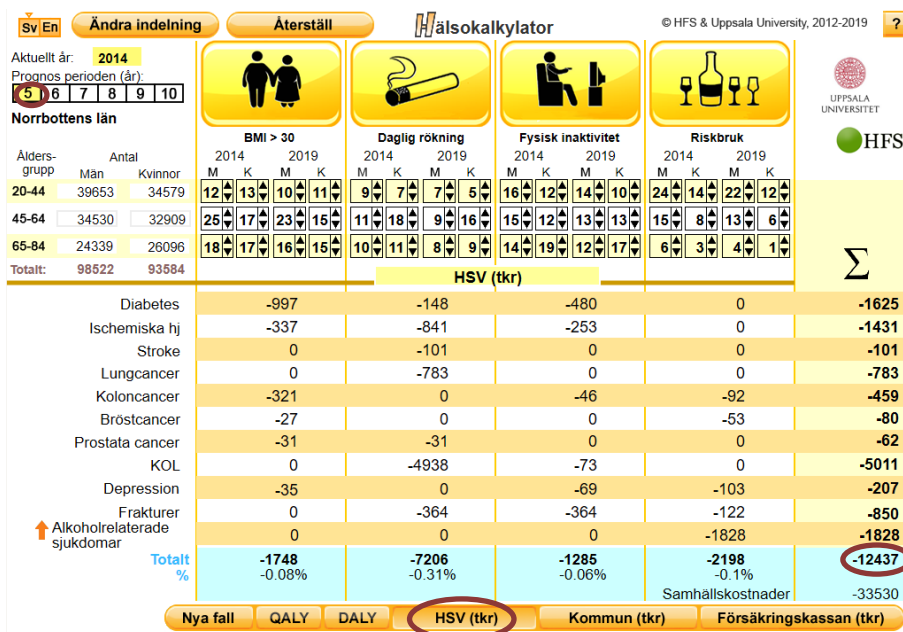 Sv En Ändra indelning Återställ Hälsokalkylator © HFS & Uppsala University, 2012-2019 ?
Aktuellt år: 2014
Prognos perioden (år):
5 6 7 8 9 10
Norrbottens län
UPPSALA
UNIVERSITET
HFS
BMI > 30 Daglig rökning Fysisk inaktivitet Riskbruk
Ålders-
grupp Antal 2014 2019 2014 2019 2014 2019 2014 2019
Män Kvinnor M K M K M K M K M K M K M K M K
20-44 39653 34579 12 13 10 11 9 7 7 5 16 12 14 10 24 14 22 12
45-64 34530 32909 25 17 23 15 11 18 9 16 15 12 13 13 15 8 13 6
65-84 24339 26096 18 17 16 15 10 11 8 9 14 19 12 17 6 3 4 1
Totalt: 98522 93584
HSV (tkr) Σ
Diabetes -997 -148 -480 0 -1625
Ischemiska hj -337 -841 -253 0 -1431
Stroke 0 -101 0 0 -101
Lungcancer 0 -783 0 0 -783
Koloncancer -321 0 -46 -92 -459
Bröstcancer -27 0 0 -53 -80
Prostata cancer -31 -31 0 0 -62
KOL 0 -4938 -73 0 -5011
Depression -35 0 -69 -103 -207
Frakturer 0 -364 -364 -122 -850
Alkoholrelaterade
sjukdomar 0 0 0 -1828 -1828
Totalt -1748 -7206 -1285 -2198 -12437
% -0.08% -0.31% -0.06% -0.1%
Samhällskostnader -33530
Nya fall QALY DALY HSV (tkr) Kommun (tkr) Försäkringskassan (tkr)